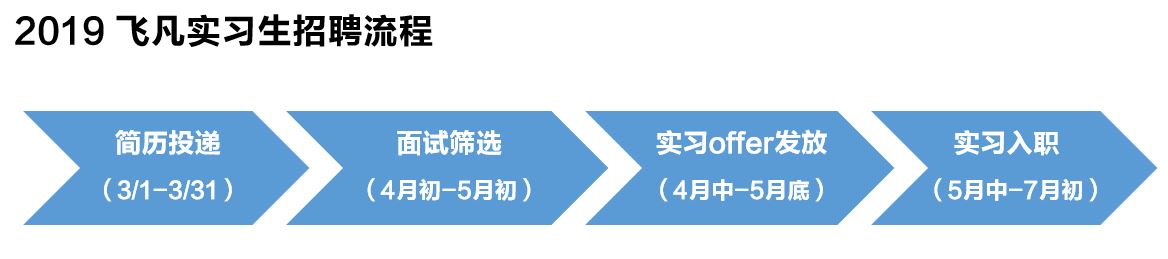 2019 飞凡实习生招聘流程
简历投递
（3/1-3/31）
面试筛选
（4月初-5月初）
实习offer发放
（4月中-5月底）
实习入职
（5月中-7月初）